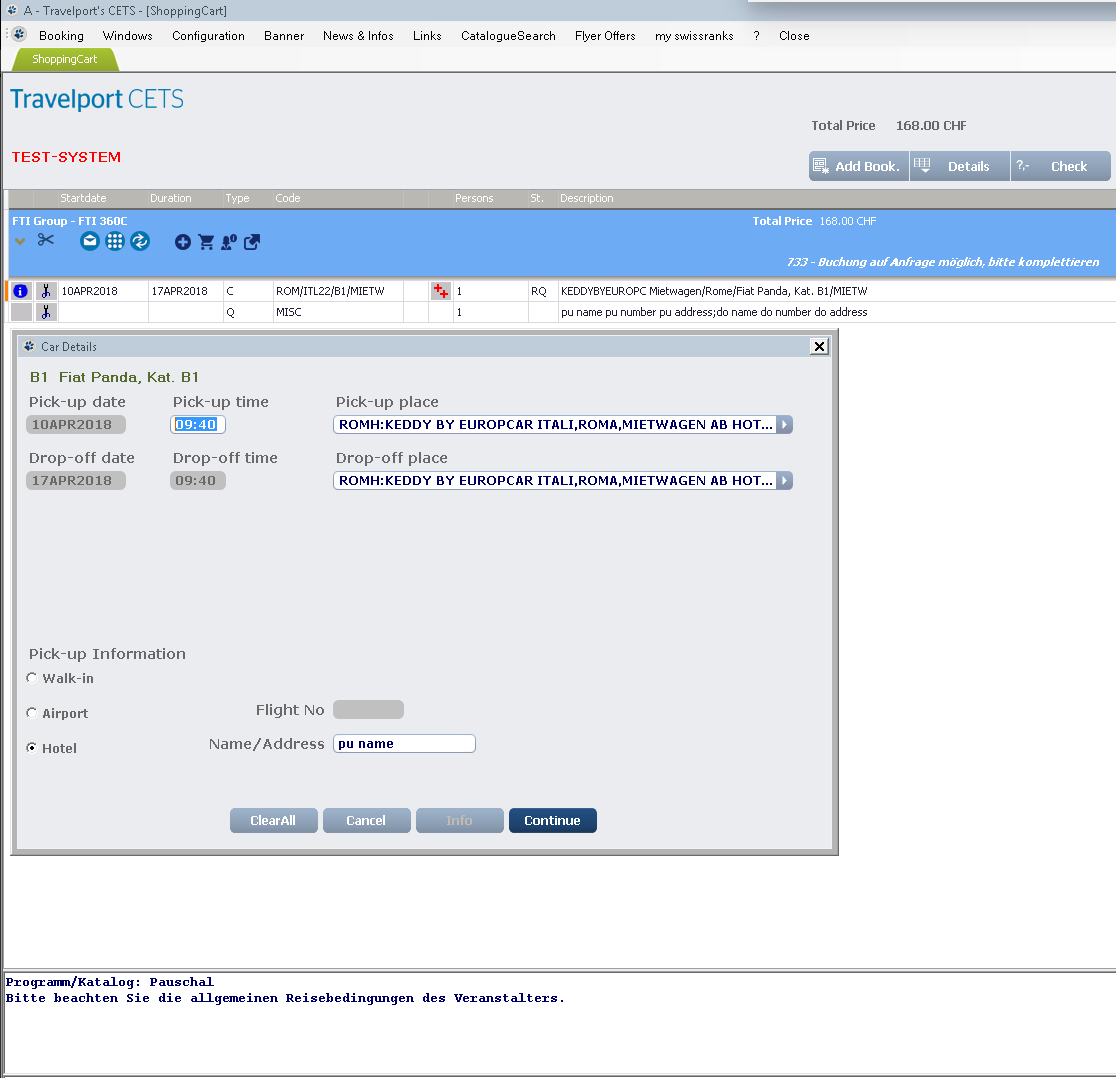 A - Travelport's CETS - [ShoppingCart]
Booking Windows Configuration Banner News & Infos Links CatalogueSearch Flyer Offers my swissranks ? Close
ShoppingCart
Travelport CETS
Total Price 168.00 CHF
TEST-SYSTEM
Add Book. Details ?,- Check
Startdate Duration Type Code Persons St. Description
FTI Group - FTI 360C Total Price 168.00 CHF
733 - Buchung auf Anfrage möglich, bitte komplettieren
10APR2018 17APR2018 C ROM/ITL22/B1/MIETW 1 RQ KEDDYBYEUROPC Mietwagen/Rome/Fiat Panda, Kat. B1/MIETW
Q MISC 1 pu name pu number pu address;do name do number do address
Car Details
B1 Fiat Panda, Kat. B1
Pick-up date Pick-up time Pick-up place
10APR2018 09:40 ROMH:KEDDY BY EUROPCAR ITALI,ROMA,MIETWAGEN AB HOT...
Drop-off date Drop-off time Drop-off place
17APR2018 09:40 ROMH:KEDDY BY EUROPCAR ITALI,ROMA,MIETWAGEN AB HOT...
Pick-up Information
Walk-in
Airport Flight No
Hotel Name/Address pu name
ClearAll Cancel Info Continue
Programm/Katalog: Pauschal
Bitte beachten Sie die allgemeinen Reisebedingungen des Veranstalters.